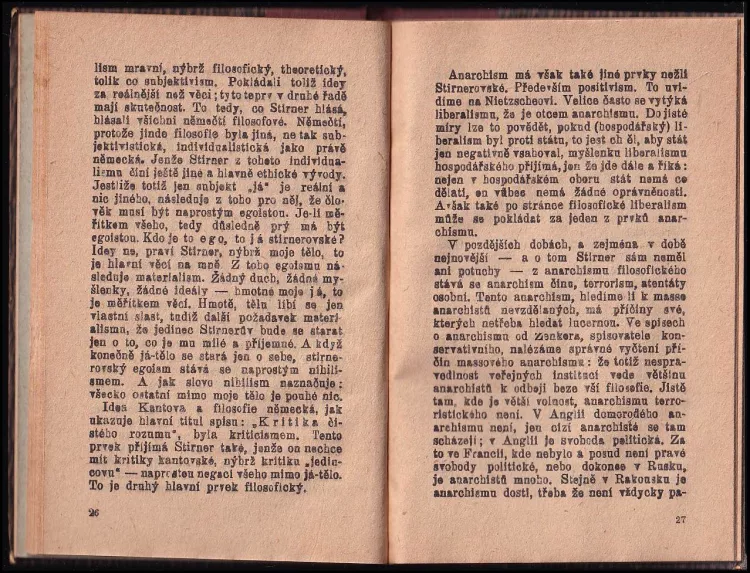 lism mravní, nýbrž filosofický, theoretický,
tolik co subjektivism. Pokládali totiž idey
za reálnější než věci; ty toteprv v druhé řadě
mají skutečnost. To tedy, co Stirner hlásá,
hlásali všichni němečtí filosofové. Němečtí,
protože jinde filosofie byla jiná, ne tak sub-
jektivistická, individualistická jako právě
německá. Jenže Stirner z tohoto individua-
lismu činí ještě jiné a hlavně ethické vývody.
Jestliže totiž jen subjekt „já" je reální a
nic jiného, následuje z toho pro něj, že člo-
věk musí být naprostým egoistou. Je-li mě-
řítkem všeho, tedy důsledně prý má být
egoistou. Kdo je to ego, to já stirnerovské?
Idey ne, praví Stirner, nýbrž moje tělo, to
je hlavní věcí na mně. Z toho egoismu ná-
sleduje materialism. Žádný duch, žádné my-
šlenky, žádné ideály — hmotné moje já, to
je měřítkem věcí. Hmotě, tělu líbí se jen
vlastní slast, tudíž další požadavek materi-
alismu, že jedinec Stirnerův bude se starat
jen o to, co je mu milé a příjemné. A když
konečně já-tělo se stará jen o sebe, stirne-
rovský egoism stává se naprostým nihili-
smem. A jak slovo nihilism naznačuje:
všecko ostatní mimo moje tělo je pouhé nic.
Idea Kantova a filosofie německá, jak
ukazuje hlavní titul spisu: „Kritika či-
stého rozumu", byla kriticismem. Tento
prvek přijímá Stirner také, jenže on nechce
mít kritiky kantovské, nýbrž kritiku „jedin-
covu" — naprostou negaci všeho mimo já-tělo.
To je druhý hlavní prvek filosofický.
26
Anarchism má však také jiné prvky nežli
Stirnerovské. Především positivism. To uvi-
díme na Nietzscheovi. Velice často se vytýká
liberalismu, že je otcem anarchismu. Do jisté
míry lze to povědět, pokud (hospodářský) li-
beralism byl proti státu, to jest chtěl, aby stát
jen negativně vsahoval, myšlenku liberalismu
hospodářského přijímá, jen že jde dále a říká:
nejen v hospodářském oboru stát nemá co
dělati, on vůbec nemá žádné oprávněnosti.
Avšak také po stránce filosofické liberalism
může se pokládat za jeden z prvků anar-
chismu.
V pozdějších dobách, a zejména v době
nejnovější — a o tom Stirner sám neměl
ani potuchy — z anarchismu filosofického
stává se anarchism činu, terrorism, atentáty
osobní. Tento anarchism, hledíme-li k masse
anarchistů nevzdělaných, má příčiny své,
kterých netřeba hledat lucernou. Ve spisech
o anarchismu od Zenkera, spisovatele kon-
servativního, nalézáme správné vyčtení pří-
čin massového anarchismu: že totiž nespra-
vedlnost veřejných institucí vede většinu
anarchistů k odboji beze vší filosofie. Jistě
tam, kde je větší volnost, anarchismu terro-
ristického není. V Anglii domorodého an-
archismu není, jen cizí anarchisté se tam
scházejí; v Anglii je svoboda politická. Za
to ve Francii, kde nebylo a posud není pravé
svobody politické, nebo dokonce v Rusku,
je anarchistů mnoho. Stejně v Rakousku je
anarchismu dosti, třeba že není vždycky pa-
27